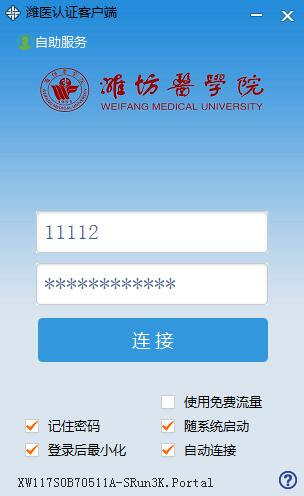 潍医认证客户端
自助服务
潍坊醫學院
WEIFANG MEDICAL UNIVERSITY
11112
************
连接
使用免费流量
记住密码 随系统启动
登录后最小化 自动连接
XW117S0B70511A-SRun3K.Portal